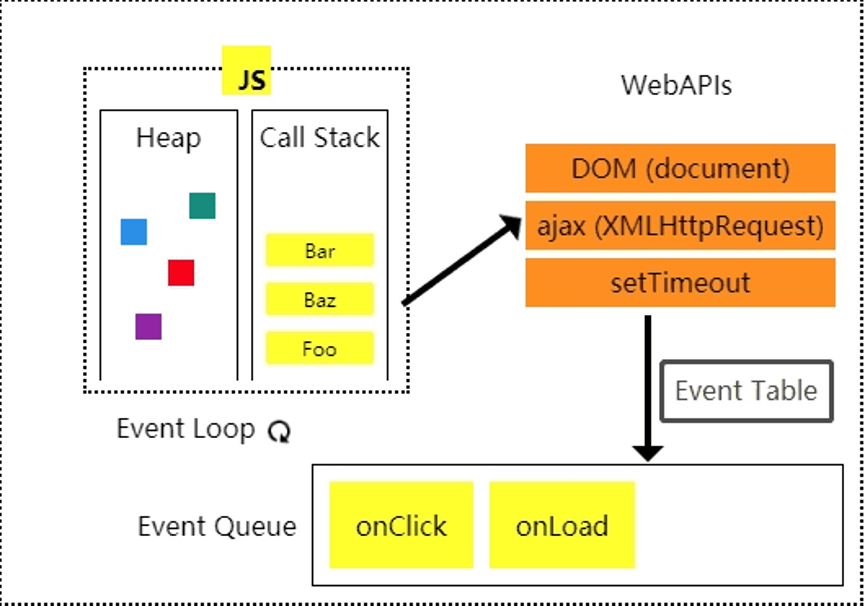 JS
Heap
Call Stack
Bar
Baz
Foo
WebAPIs
DOM (document)
ajax (XMLHttpRequest)
setTimeout
Event Table
Event Loop
Event Queue
onClick
onLoad